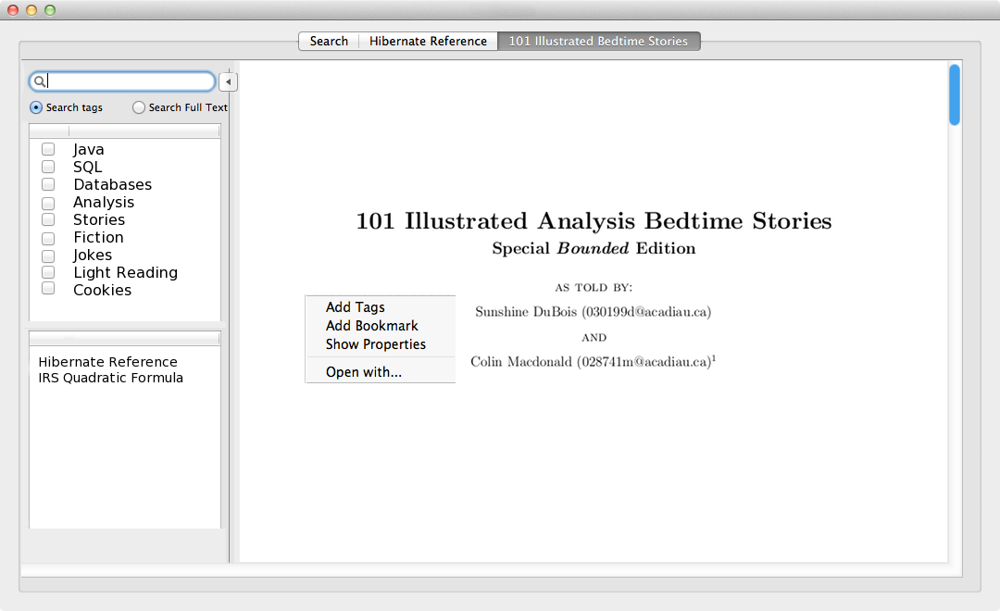 Search Hibernate Reference 101 Illustrated Bedtime Stories
Search tags Search Full Text
Java
SQL
Databases
Analysis
Stories
Fiction
Jokes
Light Reading
Cookies
Hibernate Reference
IRS Quadratic Formula
101 Illustrated Analysis Bedtime Stories
Special Bounded Edition
AS TOLD BY:
Sunshine DuBois (030199d@acadiau.ca)
AND
Colin Macdonald (028741m@acadiau.ca)¹
Add Tags
Add Bookmark
Show Properties
Open with...